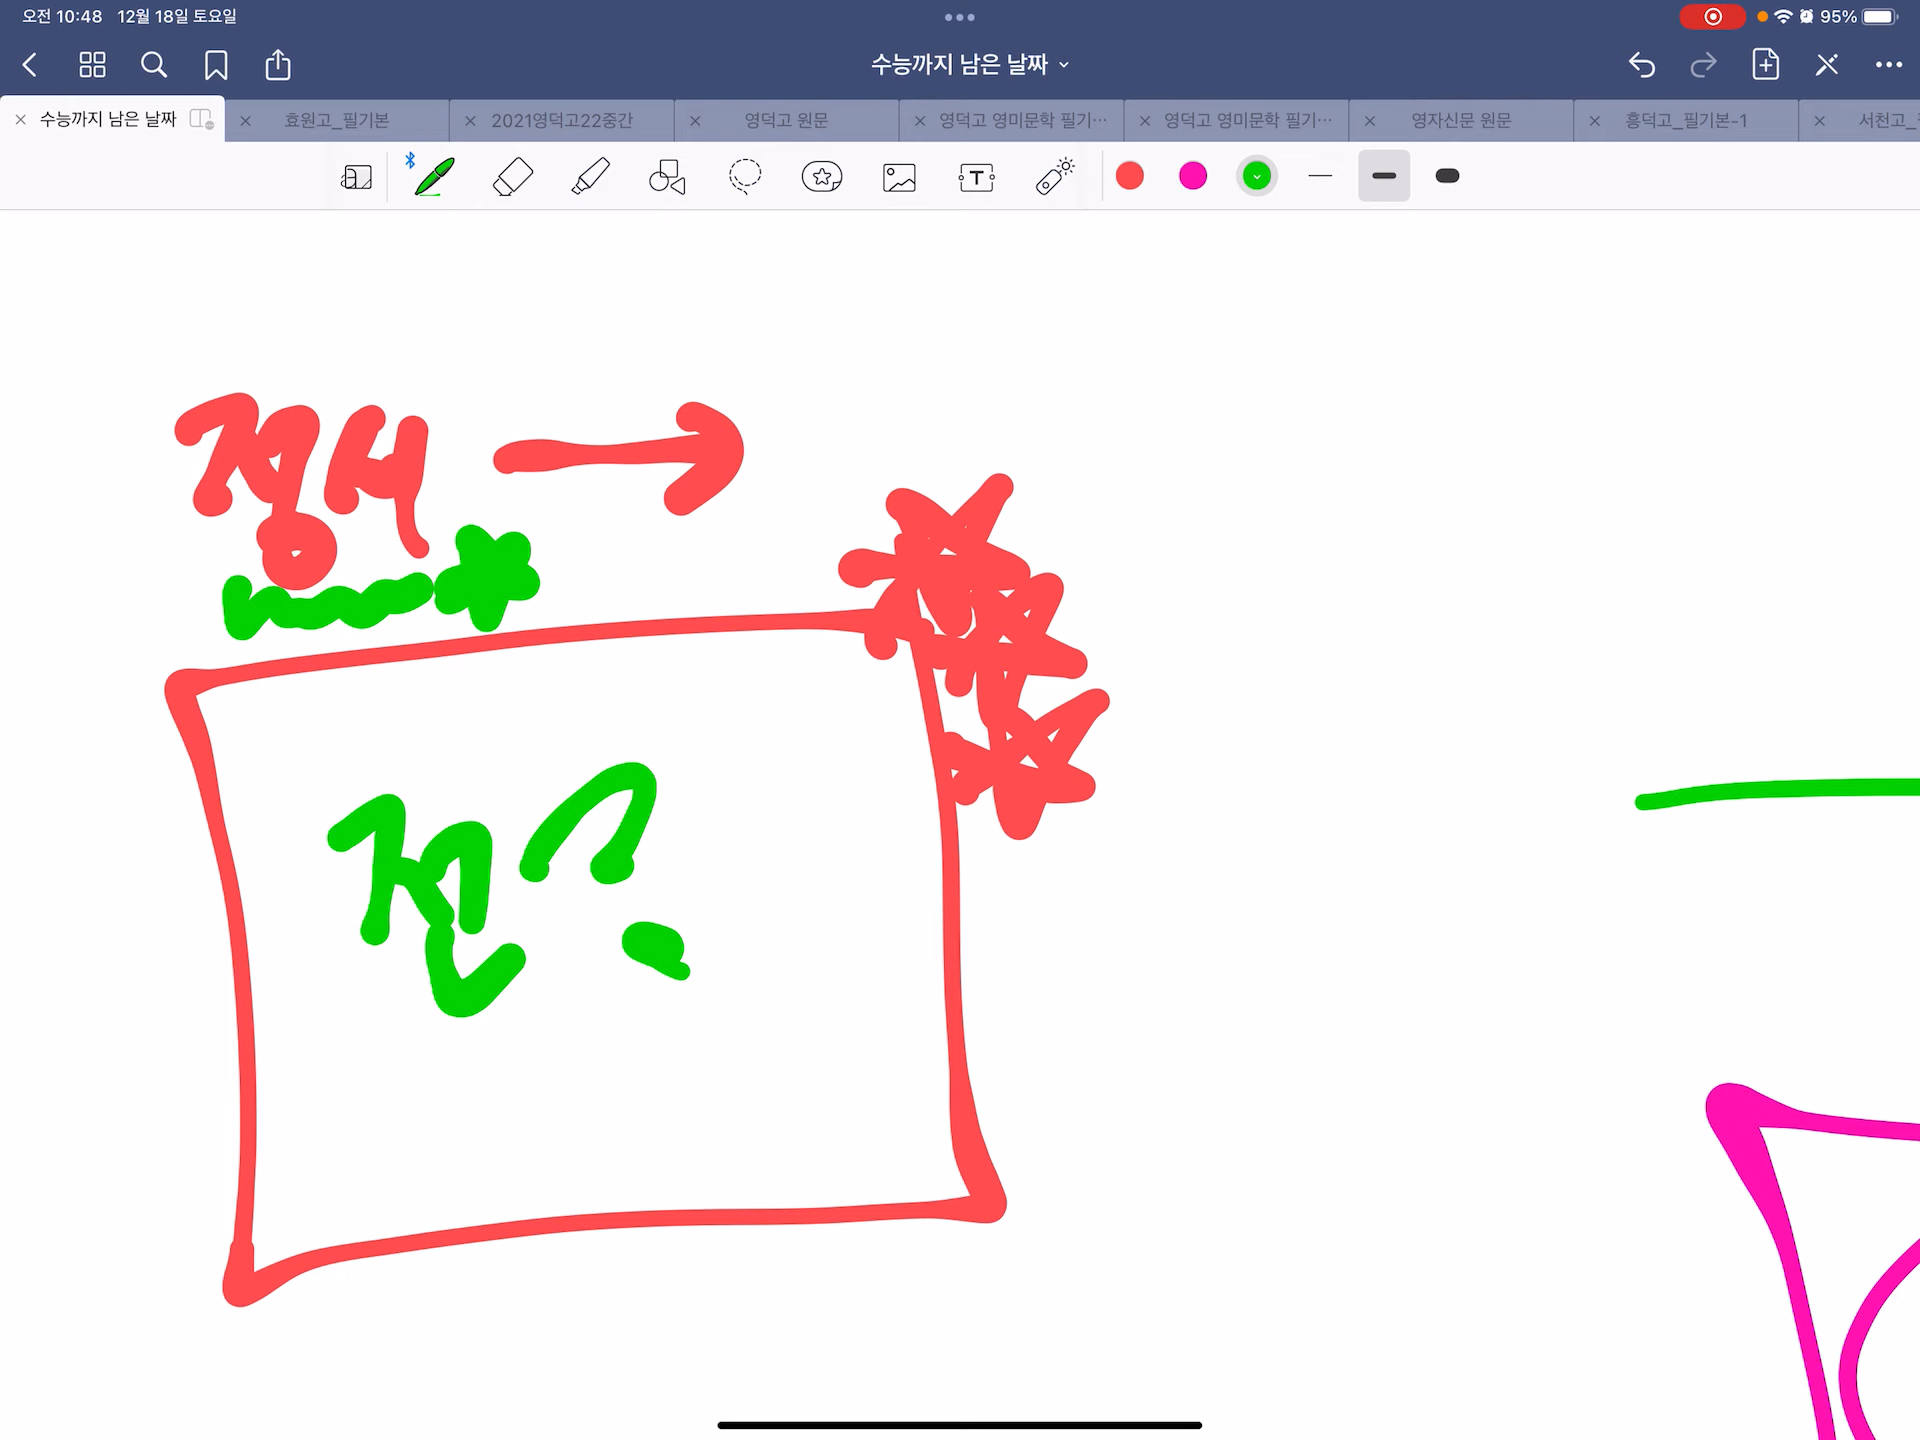 오전 10:48 12월 18일 토요일
95%
수능까지 남은 날짜
수능까지 남은 날짜
효원고_필기본
2021영덕고22중간
영덕고 원문
영덕고 영미문학 필기…
영덕고 영미문학 필기…
영자신문 원문
흥덕고_필기본-1
서천고_
정시